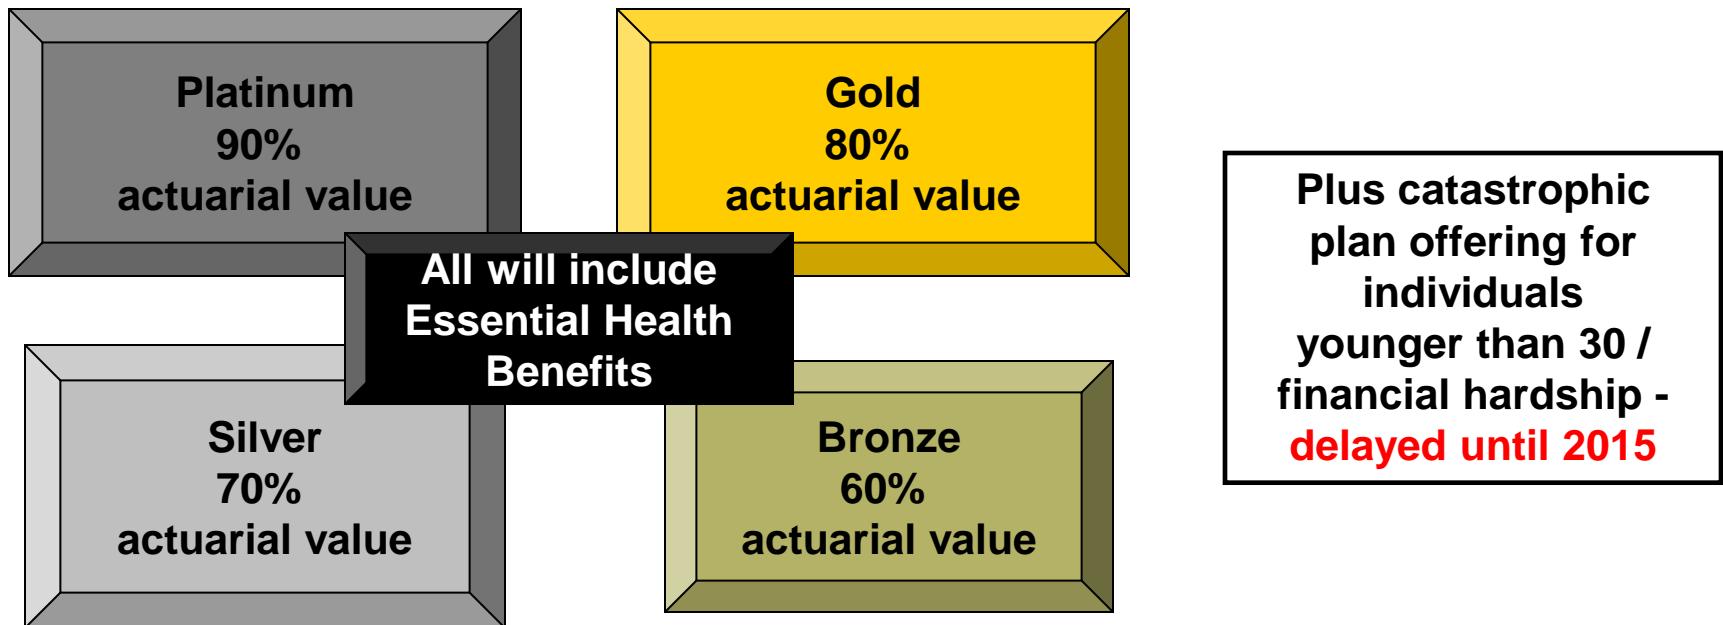 Platinum
90%
actuarial value
Gold
80%
actuarial value
All will include
Essential Health
Benefits
Silver
70%
actuarial value
Bronze
60%
actuarial value
Plus catastrophic
plan offering for
individuals
younger than 30 /
financial hardship -
delayed until 2015